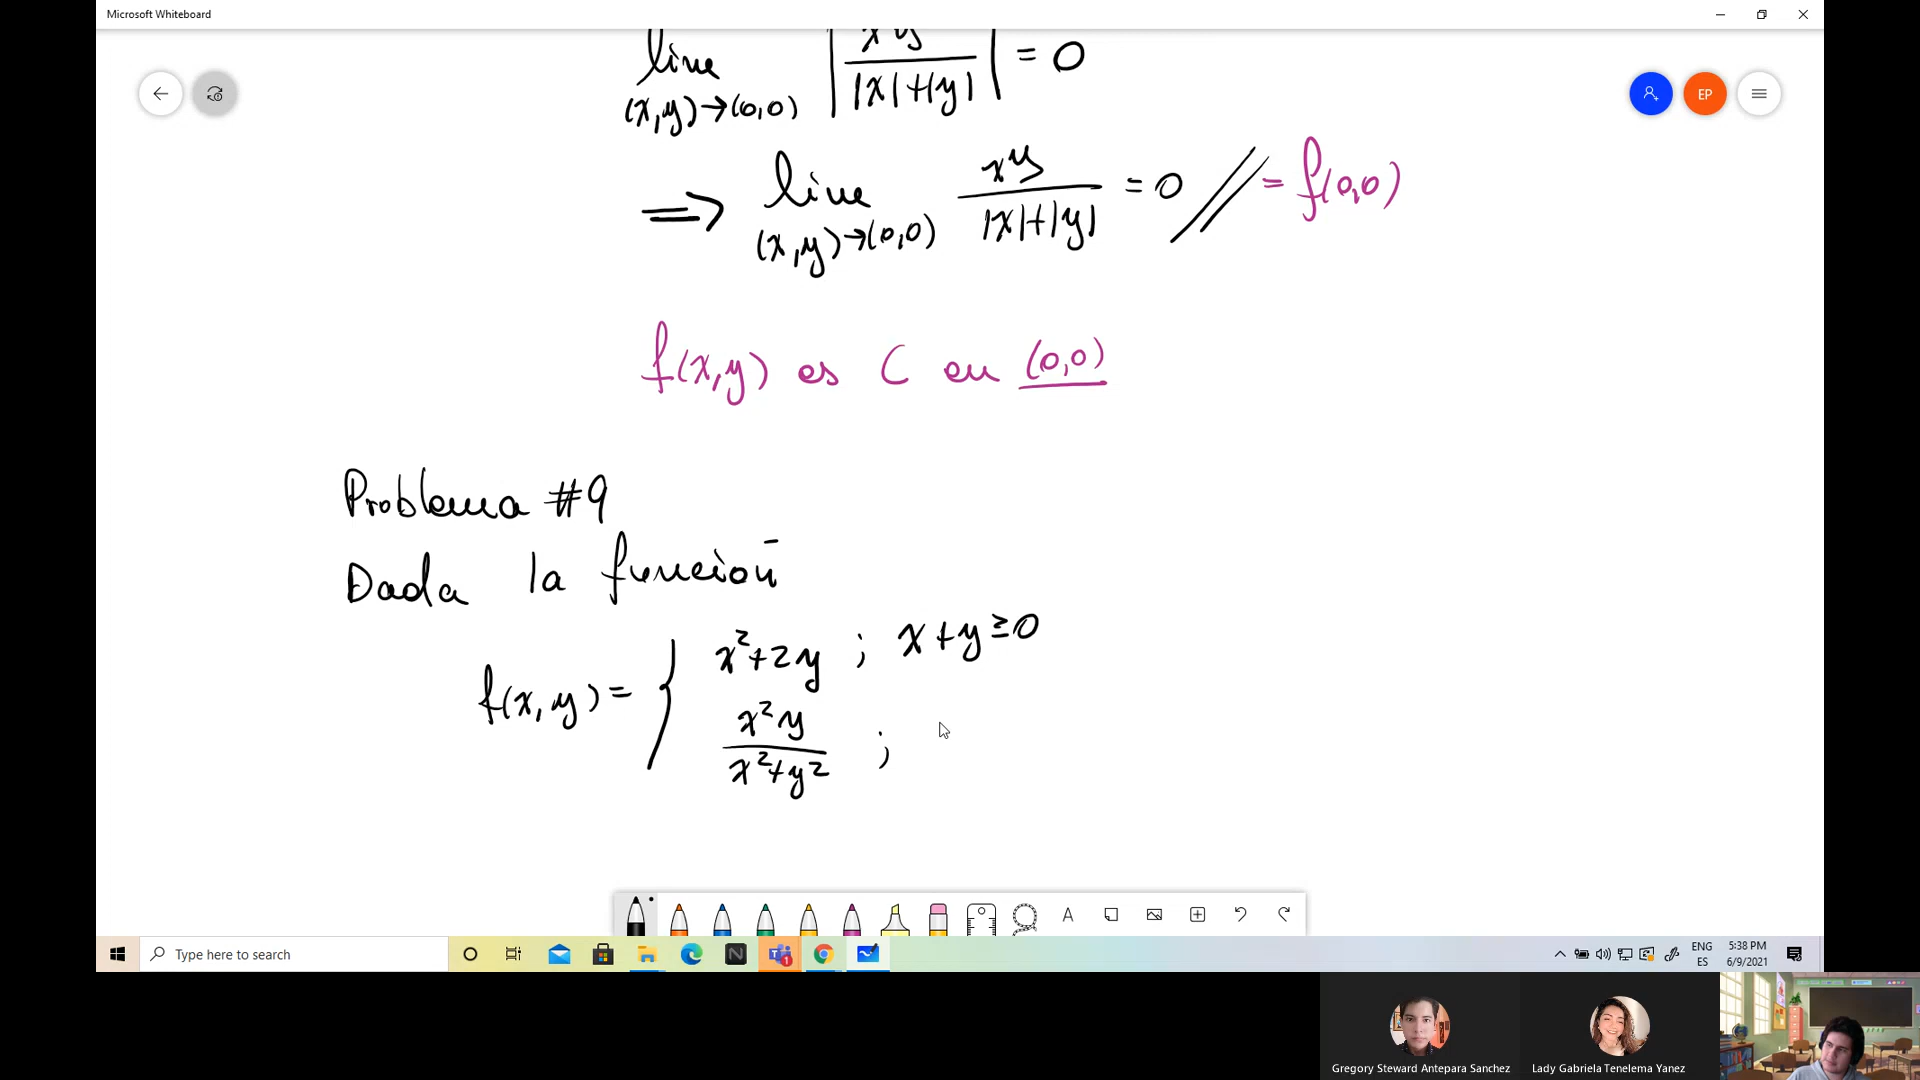 Microsoft Whiteboard
lim | xy / |x|+|y| | = 0
(x,y)→(0,0)
EP
⟹ lim xy / |x|+|y| = 0 // = f(0,0)
(x,y)→(0,0)
f(x,y) es C en (0,0)
Problema #9
Dada la función
f(x,y) = { x²+2y ; x+y≥0
x²y / x²+y² ;
A
Type here to search
N
1
ENG
ES
5:38 PM
6/9/2021
Gregory Steward Antepara Sanchez
Lady Gabriela Tenelema Yanez